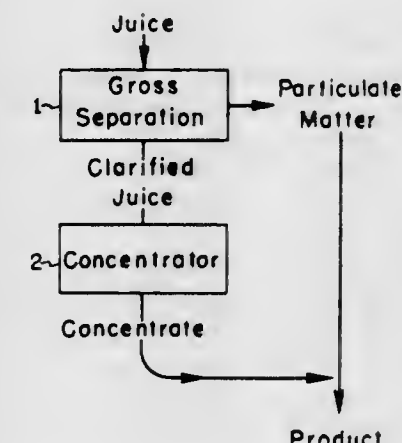 Juice
1
Gross
Separation
Particulate
Matter
Clarified
Juice
2
Concentrator
Concentrate
Product